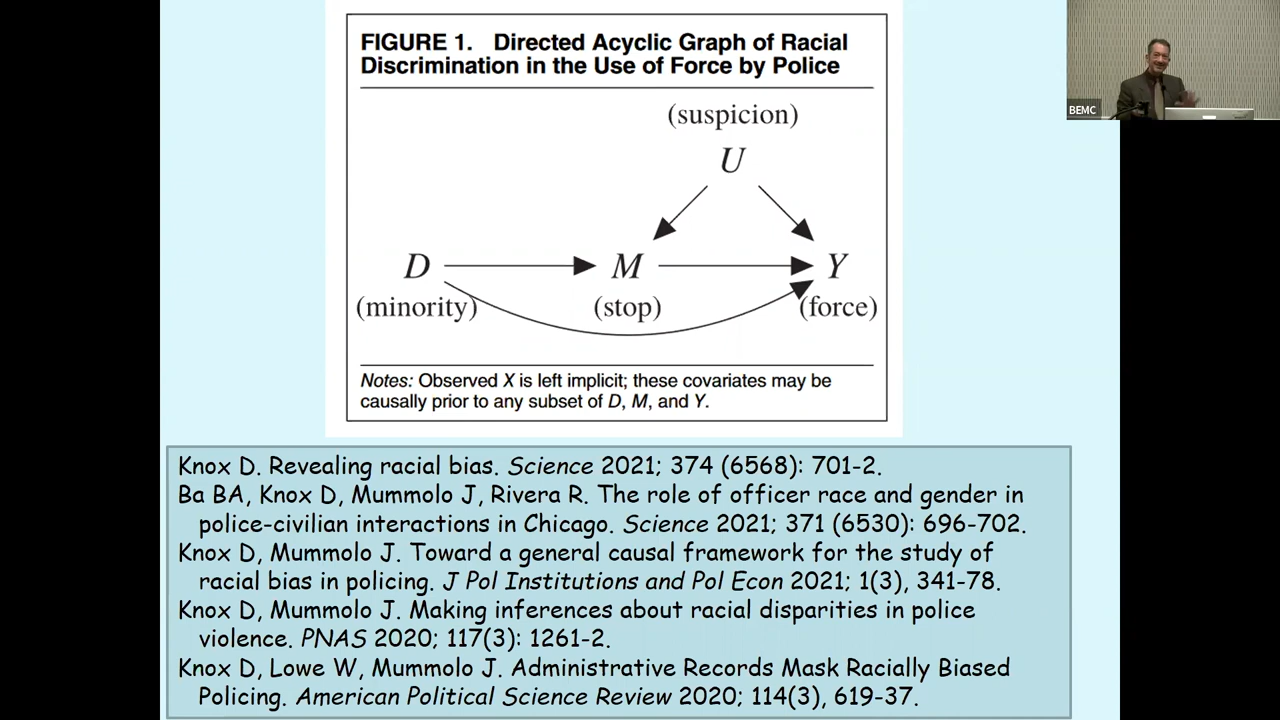 FIGURE 1. Directed Acyclic Graph of Racial
Discrimination in the Use of Force by Police
(suspicion)
U
D
M
Y
(minority)
(stop)
(force)
Notes: Observed X is left implicit; these covariates may be
causally prior to any subset of D, M, and Y.
BEMC
Knox D. Revealing racial bias. Science 2021; 374 (6568): 701-2.
Ba BA, Knox D, Mummolo J, Rivera R. The role of officer race and gender in
police-civilian interactions in Chicago. Science 2021; 371 (6530): 696-702.
Knox D, Mummolo J. Toward a general causal framework for the study of
racial bias in policing. J Pol Institutions and Pol Econ 2021; 1(3), 341-78.
Knox D, Mummolo J. Making inferences about racial disparities in police
violence. PNAS 2020; 117(3): 1261-2.
Knox D, Lowe W, Mummolo J. Administrative Records Mask Racially Biased
Policing. American Political Science Review 2020; 114(3), 619-37.